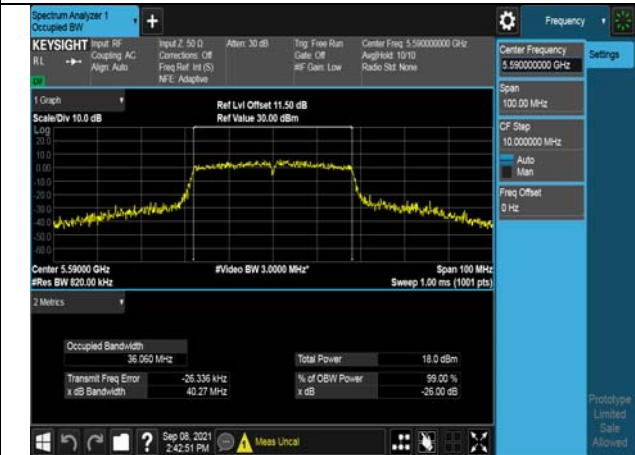 Spectrum Analyzer 1
Occupied BW
+
Frequency
KEYSIGHT
RL
Input: RF
Coupling: AC
Align: Auto
Input Z: 50 Ω
Corrections: Off
Freq Ref: Int (S)
NFE: Adaptive
Atten: 30 dB
Trig: Free Run
Gate: Off
#IF Gain: Low
Center Freq: 5.590000000 GHz
Avg|Hold: 10/10
Radio Std: None
Center Frequency
5.590000000 GHz
Settings
Span
100.00 MHz
CF Step
10.000000 MHz
Auto
Man
Freq Offset
0 Hz
1 Graph
Scale/Div 10.0 dB
Ref Lvl Offset 11.50 dB
Ref Value 30.00 dBm
Log
20.0
10.0
0.00
-10.0
-20.0
-30.0
-40.0
-50.0
-60.0
Center 5.59000 GHz
#Res BW 820.00 kHz
#Video BW 3.0000 MHz*
Span 100 MHz
Sweep 1.00 ms (1001 pts)
2 Metrics
Occupied Bandwidth
36.060 MHz
Total Power 18.0 dBm
Transmit Freq Error -26.336 kHz
% of OBW Power 99.00 %
x dB Bandwidth 40.27 MHz
x dB -26.00 dB
Prototype
Limited
Sale
Allowed
?
Sep 08, 2021
2:42:51 PM
Meas Uncal